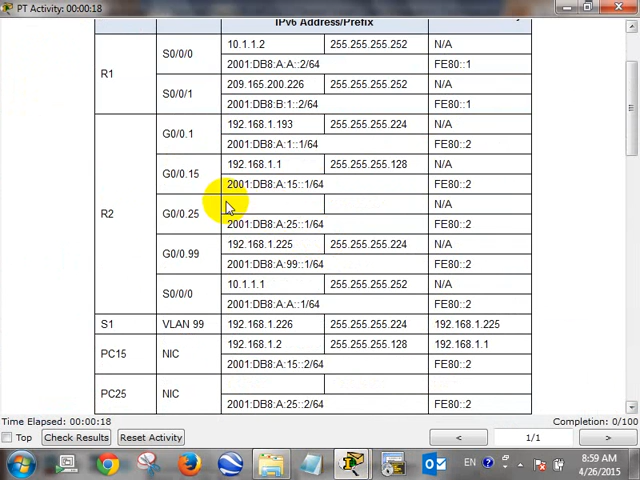 PT Activity: 00:00:18
IPv6 Address/Prefix
R1 S0/0/0 10.1.1.2 255.255.255.252 N/A
2001:DB8:A:A::2/64 FE80::1
S0/0/1 209.165.200.226 255.255.255.252 N/A
2001:DB8:B:1::2/64 FE80::1
R2 G0/0.1 192.168.1.193 255.255.255.224 N/A
2001:DB8:A:1::1/64 FE80::2
G0/0.15 192.168.1.1 255.255.255.128 N/A
2001:DB8:A:15::1/64 FE80::2
G0/0.25 N/A
2001:DB8:A:25::1/64 FE80::2
G0/0.99 192.168.1.225 255.255.255.224 N/A
2001:DB8:A:99::1/64 FE80::2
S0/0/0 10.1.1.1 255.255.255.252 N/A
2001:DB8:A:A::1/64 FE80::2
S1 VLAN 99 192.168.1.226 255.255.255.224 192.168.1.225
PC15 NIC 192.168.1.2 255.255.255.128 192.168.1.1
2001:DB8:A:15::2/64 FE80::2
PC25 NIC
2001:DB8:A:25::2/64 FE80::2
Time Elapsed: 00:00:18 Completion: 0/100
Top Check Results Reset Activity < 1/1 >
EN 8:59 AM
4/26/2015